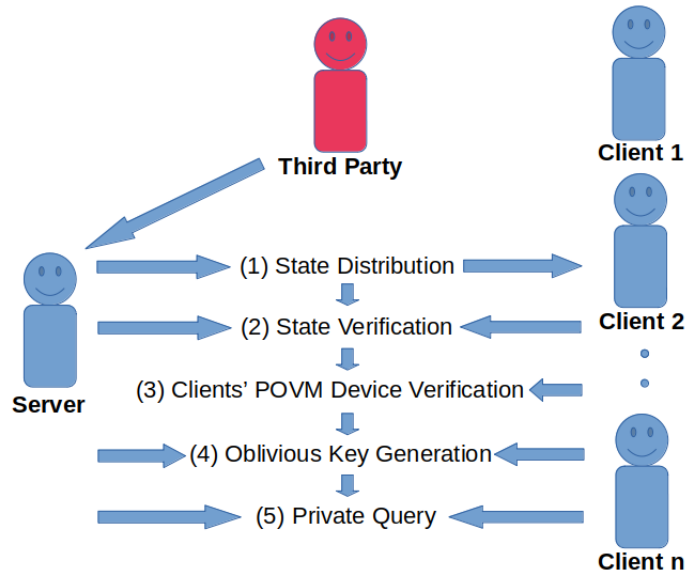 Client 1
Third Party
(1) State Distribution
(2) State Verification
Client 2
(3) Clients' POVM Device Verification
Server
(4) Oblivious Key Generation
(5) Private Query
Client n